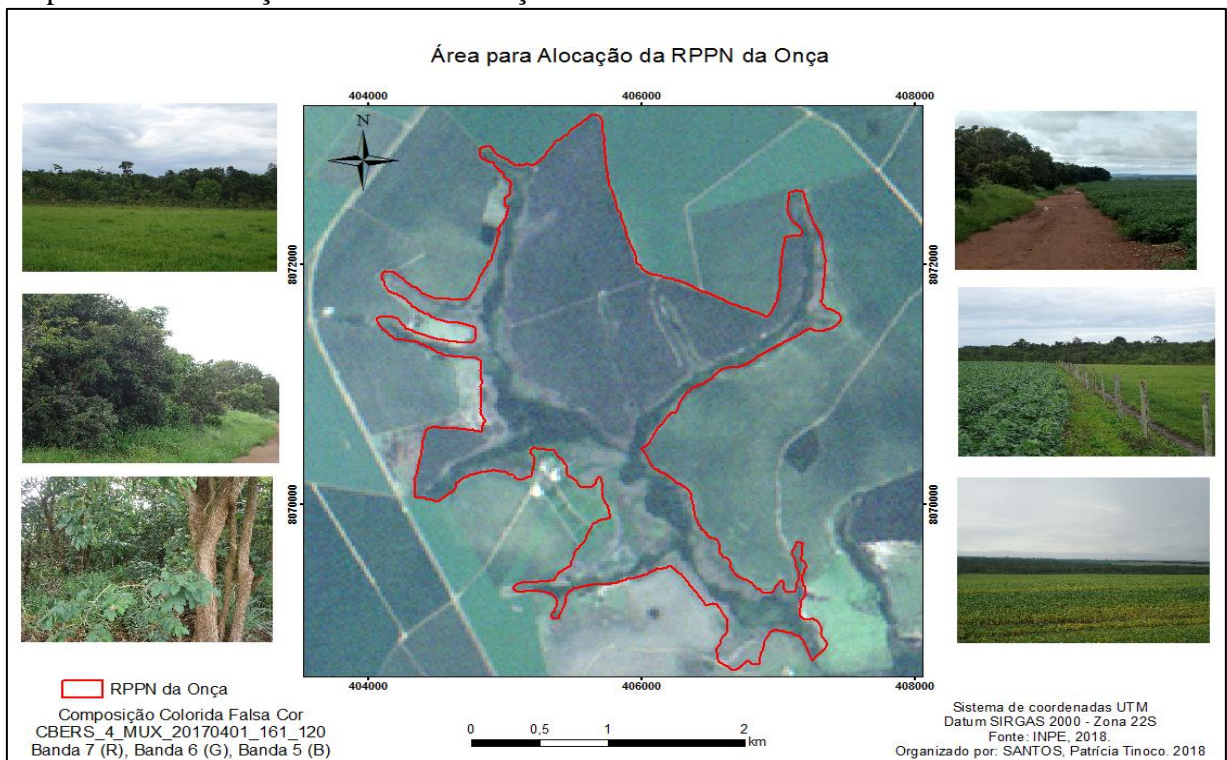 Área para Alocação da RPPN da Onça
404000
406000
408000
N
8072000
8072000
8070000
8070000
404000
406000
408000
RPPN da Onça
Composição Colorida Falsa Cor
CBERS_4_MUX_20170401_161_120
Banda 7 (R), Banda 6 (G), Banda 5 (B)
0 0,5 1 2
km
Sistema de coordenadas UTM
Datum SIRGAS 2000 - Zona 22S
Fonte: INPE, 2018.
Organizado por: SANTOS, Patrícia Tinoco. 2018